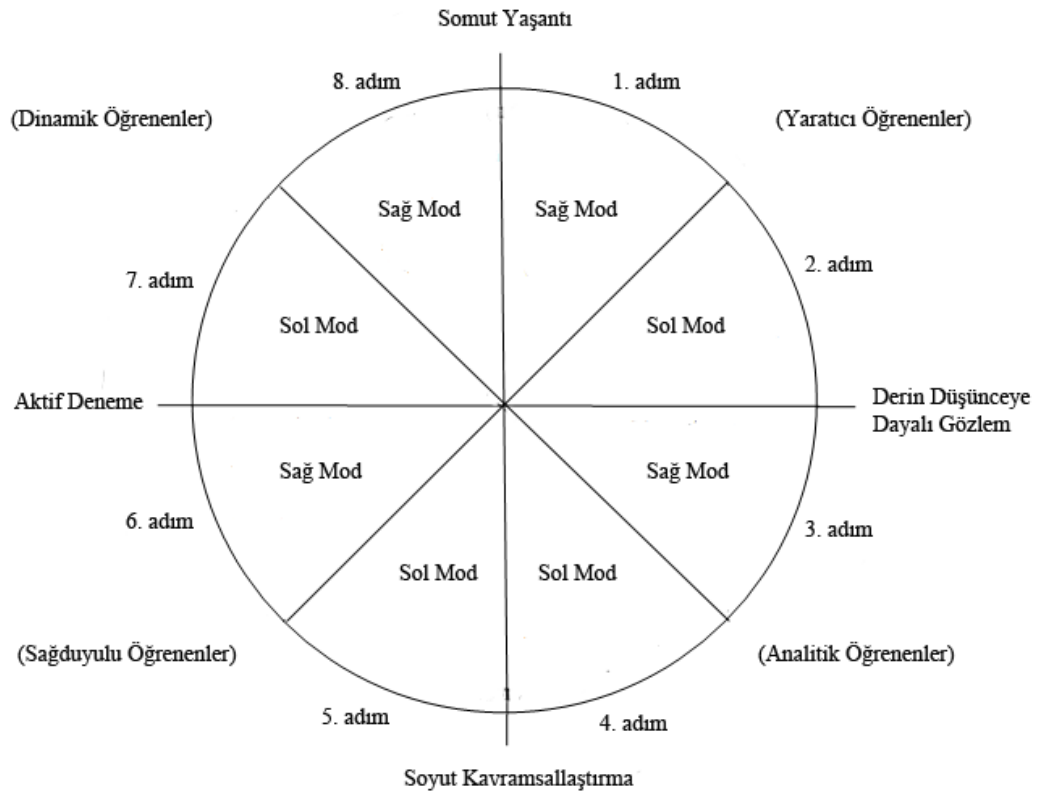 Somut Yaşantı
8. adım
1. adım
(Dinamik Öğrenenler)
(Yaratıcı Öğrenenler)
Sağ Mod
Sağ Mod
7. adım
2. adım
Sol Mod
Sol Mod
Aktif Deneme
Derin Düşünceye
Dayalı Gözlem
Sağ Mod
Sağ Mod
6. adım
3. adım
Sol Mod
Sol Mod
(Sağduyulu Öğrenenler)
(Analitik Öğrenenler)
5. adım
4. adım
Soyut Kavramsallaştırma